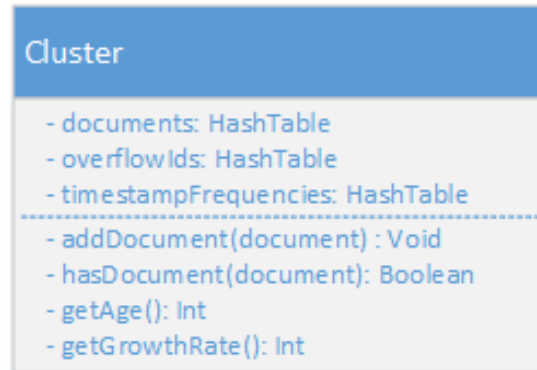 Cluster
- documents: HashTable
- overflowIds: HashTable
- timestampFrequencies: HashTable
- addDocument(document) : Void
- hasDocument(document): Boolean
- getAge(): Int
- getGrowthRate(): Int